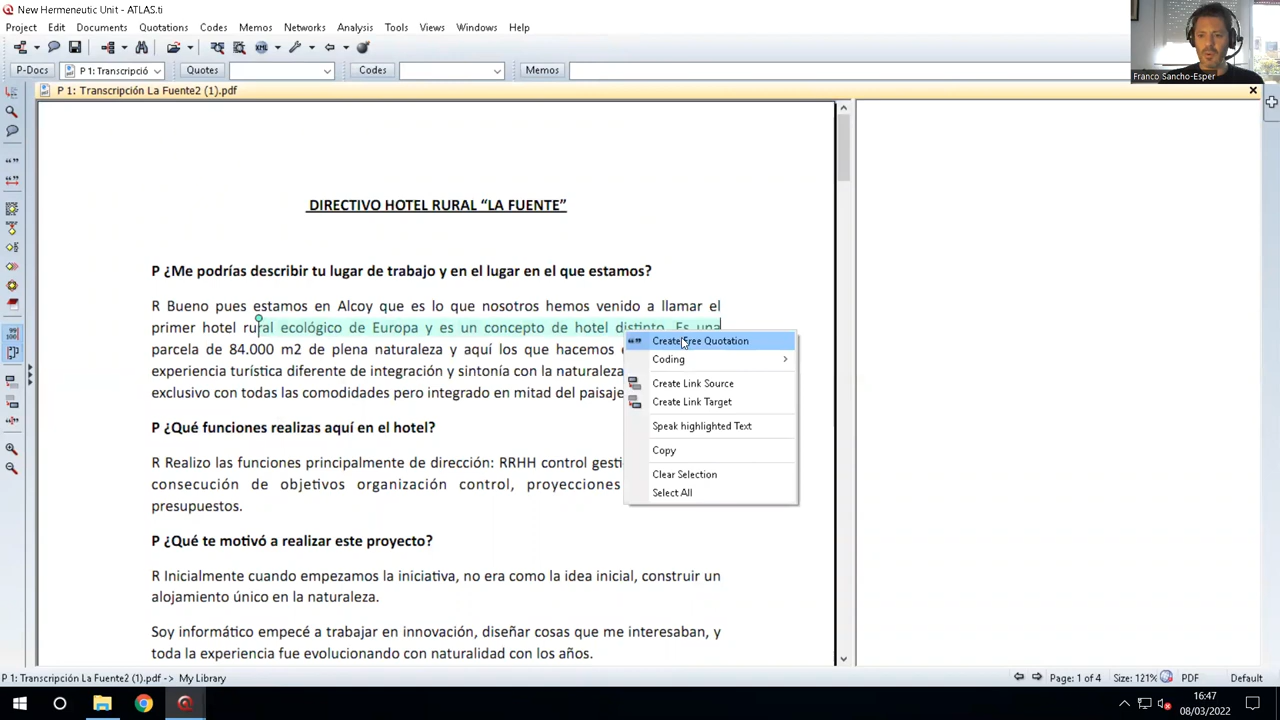 New Hermeneutic Unit - ATLAS.ti
Project Edit Documents Quotations Codes Memos Networks Analysis Tools Views Windows Help
P-Docs P 1: Transcripció Quotes Codes Memos
Franco Sancho-Esper
P 1: Transcripción La Fuente2 (1).pdf
DIRECTIVO HOTEL RURAL “LA FUENTE”
P ¿Me podrías describir tu lugar de trabajo y en el lugar en el que estamos?
R Bueno pues estamos en Alcoy que es lo que nosotros hemos venido a llamar el
primer hotel rural ecológico de Europa y es un concepto de hotel distinto. Es una
parcela de 84.000 m2 de plena naturaleza y aquí los que hacemos
experiencia turística diferente de integración y sintonía con la naturaleza
exclusivo con todas las comodidades pero integrado en mitad del paisaje
P ¿Qué funciones realizas aquí en el hotel?
R Realizo las funciones principalmente de dirección: RRHH control gesti
consecución de objetivos organización control, proyecciones
presupuestos.
P ¿Qué te motivó a realizar este proyecto?
R Inicialmente cuando empezamos la iniciativa, no era como la idea inicial, construir un
alojamiento único en la naturaleza.
Soy informático empecé a trabajar en innovación, diseñar cosas que me interesaban, y
toda la experiencia fue evolucionando con naturalidad con los años.
Create Free Quotation
Coding
Create Link Source
Create Link Target
Speak highlighted Text
Copy
Clear Selection
Select All
P 1: Transcripción La Fuente2 (1).pdf -> My Library
Page: 1 of 4 Size: 121% PDF Default
16:47
08/03/2022